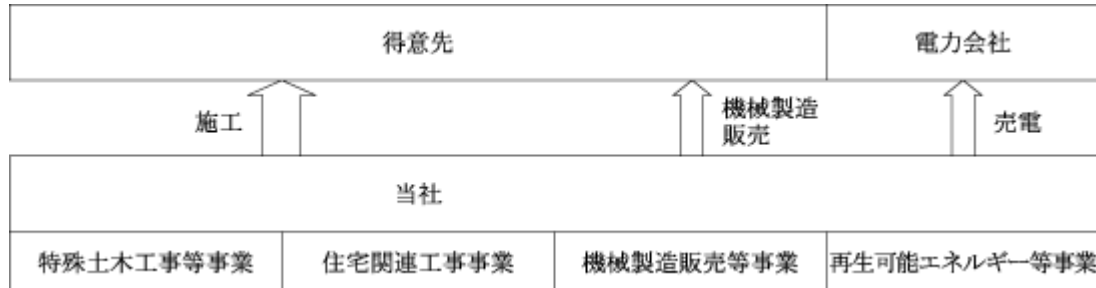 得意先
電力会社
施工
機械製造
販売
売電
当社
特殊土木工事等事業
住宅関連工事事業
機械製造販売等事業
再生可能エネルギー等事業